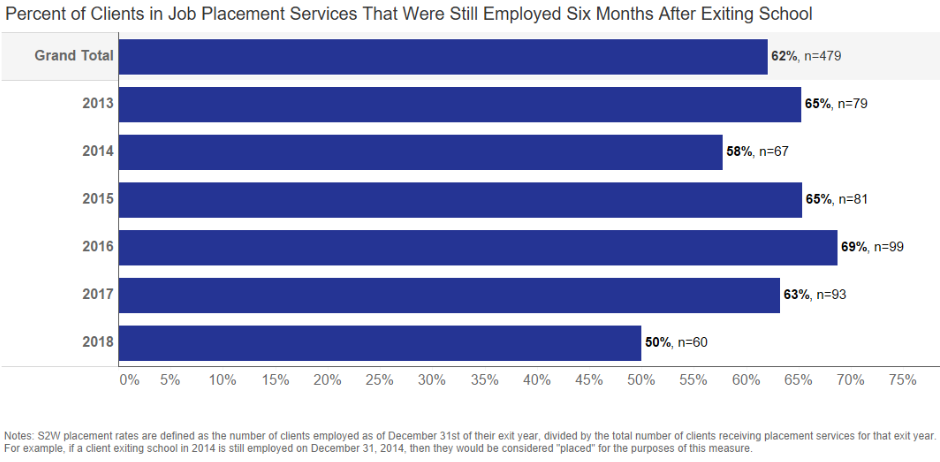 Percent of Clients in Job Placement Services That Were Still Employed Six Months After Exiting School
Grand Total 62%, n=479
2013 65%, n=79
2014 58%, n=67
2015 65%, n=81
2016 69%, n=99
2017 63%, n=93
2018 50%, n=60
0% 5% 10% 15% 20% 25% 30% 35% 40% 45% 50% 55% 60% 65% 70% 75%
Notes: S2W placement rates are defined as the number of clients employed as of December 31st of their exit year, divided by the total number of clients receiving placement services for that exit year.
For example, if a client exiting school in 2014 is still employed on December 31, 2014, then they would be considered "placed" for the purposes of this measure.